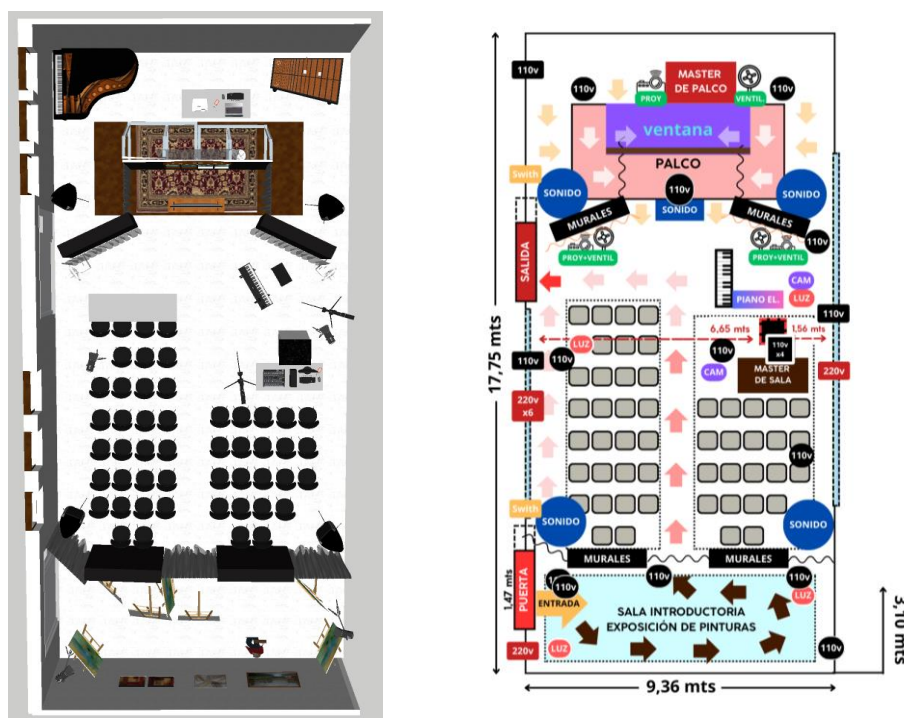 110v
110v
MASTER
DE PALCO
110v
PROY
VENTIL.
ventana
PALCO
Swith
SONIDO
110v
SONIDO
SONIDO
MURALES
MURALES
110v
PROY+VENTIL
PROY+VENTIL
SALIDA
CAM
PIANO EL.
LUZ
110v
6,65 mts
1,56 mts
LUZ
110v
110v
110v
110v
x4
CAM
MASTER
DE SALA
220v
220v
x6
17,75 mts
110v
Swith
SONIDO
SONIDO
MURALES
MURALES
PUERTA
1,47 mts
110v
110v
110v
LUZ
ENTRADA
SALA INTRODUCTORIA
EXPOSICIÓN DE PINTURAS
220v
LUZ
110v
3,10 mts
9,36 mts